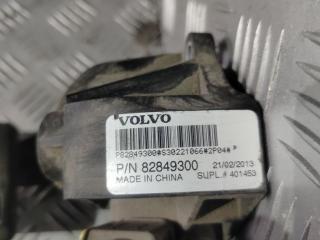 VOLVO
P82849300#S30221066#2P04# P
P/N 82849300 21/02/2013
MADE IN CHINA SUPL.# 401453